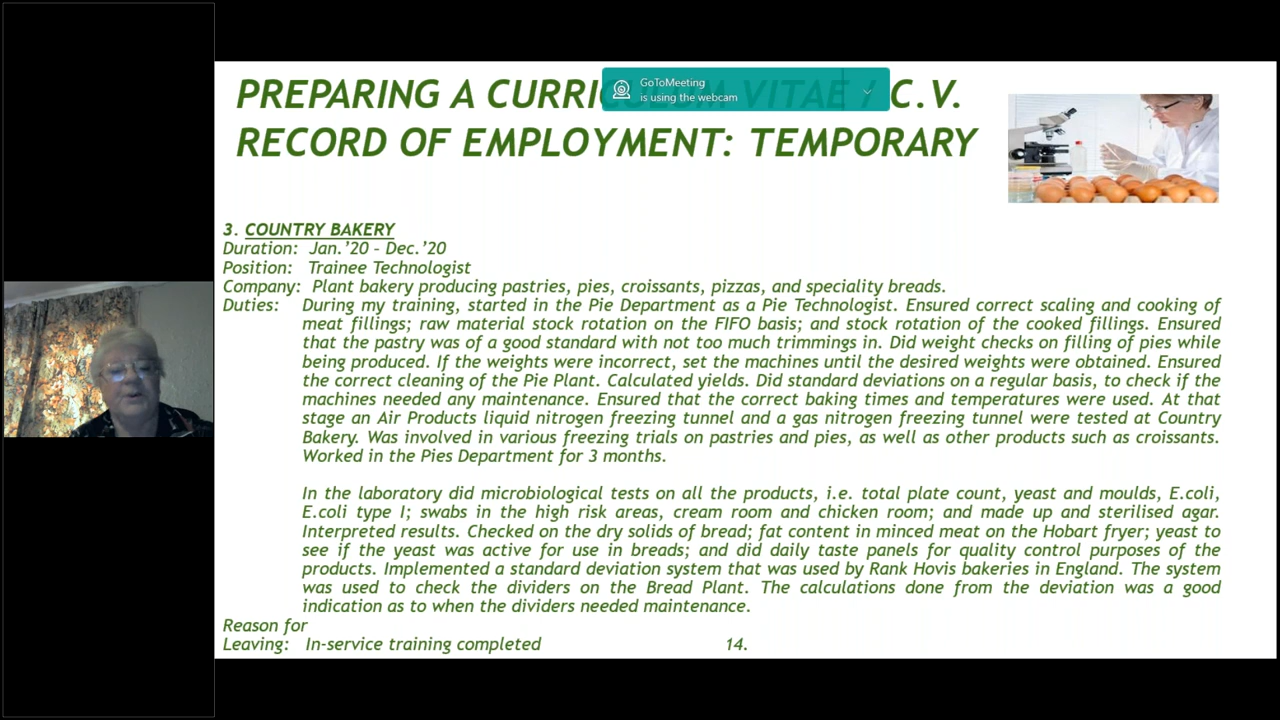 PREPARING A CURRIC VITAE / C.V.
GoToMeeting
is using the webcam
RECORD OF EMPLOYMENT: TEMPORARY
3. COUNTRY BAKERY
Duration: Jan.'20 - Dec.'20
Position: Trainee Technologist
Company: Plant bakery producing pastries, pies, croissants, pizzas, and speciality breads.
Duties: During my training, started in the Pie Department as a Pie Technologist. Ensured correct scaling and cooking of
meat fillings; raw material stock rotation on the FIFO basis; and stock rotation of the cooked fillings. Ensured
that the pastry was of a good standard with not too much trimmings in. Did weight checks on filling of pies while
being produced. If the weights were incorrect, set the machines until the desired weights were obtained. Ensured
the correct cleaning of the Pie Plant. Calculated yields. Did standard deviations on a regular basis, to check if the
machines needed any maintenance. Ensured that the correct baking times and temperatures were used. At that
stage an Air Products liquid nitrogen freezing tunnel and a gas nitrogen freezing tunnel were tested at Country
Bakery. Was involved in various freezing trials on pastries and pies, as well as other products such as croissants.
Worked in the Pies Department for 3 months.
In the laboratory did microbiological tests on all the products, i.e. total plate count, yeast and moulds, E.coli,
E.coli type I; swabs in the high risk areas, cream room and chicken room; and made up and sterilised agar.
Interpreted results. Checked on the dry solids of bread; fat content in minced meat on the Hobart fryer; yeast to
see if the yeast was active for use in breads; and did daily taste panels for quality control purposes of the
products. Implemented a standard deviation system that was used by Rank Hovis bakeries in England. The system
was used to check the dividers on the Bread Plant. The calculations done from the deviation was a good
indication as to when the dividers needed maintenance.
Reason for
Leaving: In-service training completed 14.